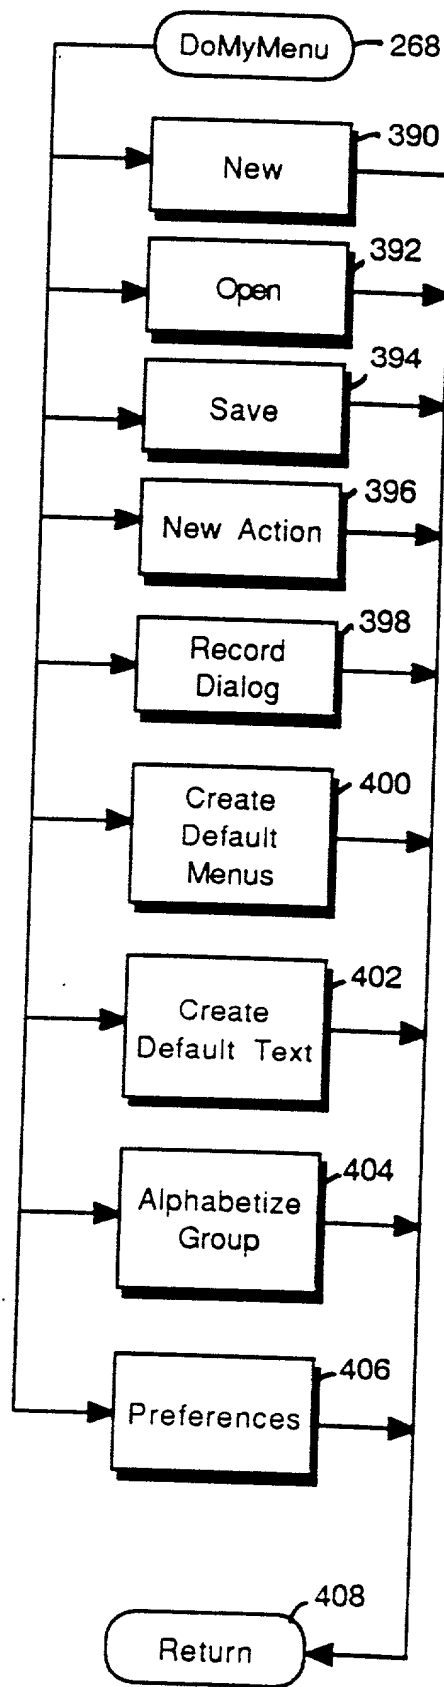 DoMyMenu 268
390
New
392
Open
394
Save
396
New Action
398
Record
Dialog
400
Create
Default
Menus
402
Create
Default Text
404
Alphabetize
Group
406
Preferences
408
Return